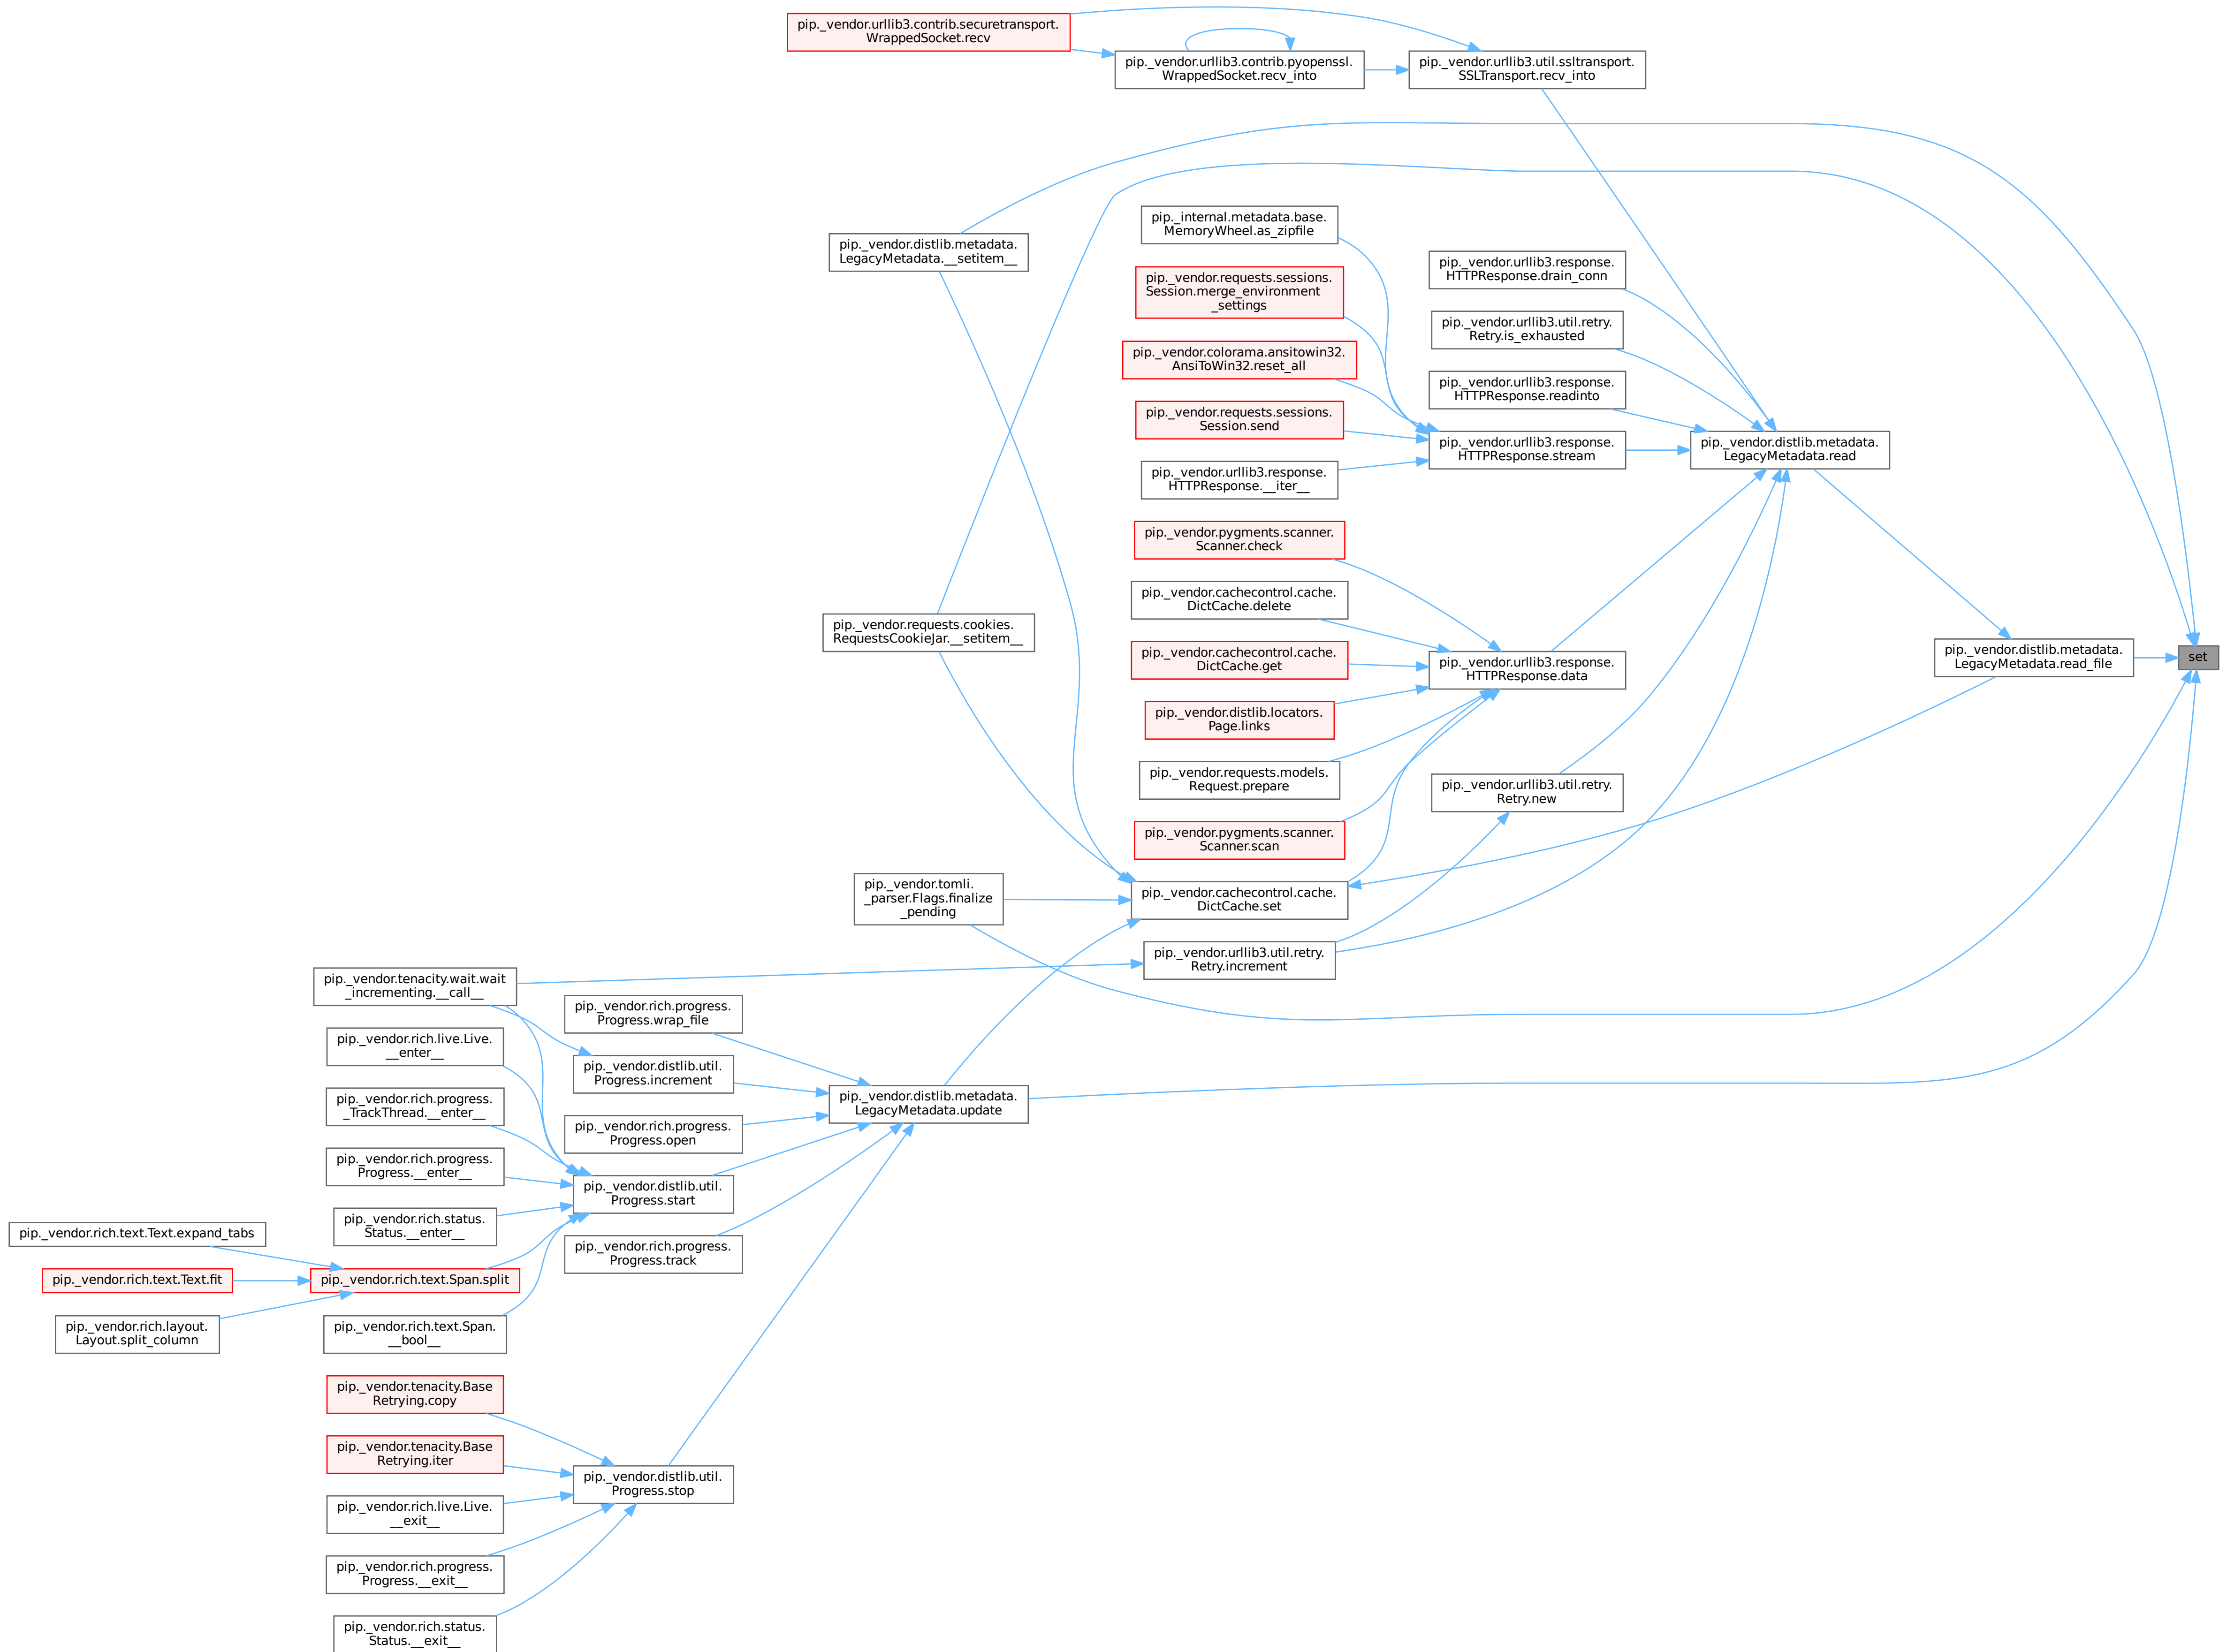 pip._vendor.urllib3.contrib.securetransport.
WrappedSocket.recv
pip._vendor.urllib3.contrib.pyopenssl.
WrappedSocket.recv_into
pip._vendor.urllib3.util.ssltransport.
SSLTransport.recv_into
pip._vendor.distlib.metadata.
LegacyMetadata.__setitem__
pip._internal.metadata.base.
MemoryWheel.as_zipfile
pip._vendor.requests.sessions.
Session.merge_environment
_settings
pip._vendor.colorama.ansitowin32.
AnsiToWin32.reset_all
pip._vendor.requests.sessions.
Session.send
pip._vendor.urllib3.response.
HTTPResponse.__iter__
pip._vendor.urllib3.response.
HTTPResponse.drain_conn
pip._vendor.urllib3.util.retry.
Retry.is_exhausted
pip._vendor.urllib3.response.
HTTPResponse.readinto
pip._vendor.urllib3.response.
HTTPResponse.stream
pip._vendor.distlib.metadata.
LegacyMetadata.read
pip._vendor.pygments.scanner.
Scanner.check
pip._vendor.cachecontrol.cache.
DictCache.delete
pip._vendor.requests.cookies.
RequestsCookieJar.__setitem__
pip._vendor.cachecontrol.cache.
DictCache.get
pip._vendor.urllib3.response.
HTTPResponse.data
pip._vendor.distlib.metadata.
LegacyMetadata.read_file
set
pip._vendor.distlib.locators.
Page.links
pip._vendor.requests.models.
Request.prepare
pip._vendor.urllib3.util.retry.
Retry.new
pip._vendor.pygments.scanner.
Scanner.scan
pip._vendor.tomli.
_parser.Flags.finalize
_pending
pip._vendor.cachecontrol.cache.
DictCache.set
pip._vendor.urllib3.util.retry.
Retry.increment
pip._vendor.tenacity.wait.wait
_incrementing.__call__
pip._vendor.rich.progress.
Progress.wrap_file
pip._vendor.rich.live.Live.
__enter__
pip._vendor.distlib.util.
Progress.increment
pip._vendor.distlib.metadata.
LegacyMetadata.update
pip._vendor.rich.progress.
_TrackThread.__enter__
pip._vendor.rich.progress.
Progress.open
pip._vendor.rich.progress.
Progress.__enter__
pip._vendor.distlib.util.
Progress.start
pip._vendor.rich.status.
Status.__enter__
pip._vendor.rich.progress.
Progress.track
pip._vendor.rich.text.Text.expand_tabs
pip._vendor.rich.text.Text.fit
pip._vendor.rich.text.Span.split
pip._vendor.rich.layout.
Layout.split_column
pip._vendor.rich.text.Span.
__bool__
pip._vendor.tenacity.Base
Retrying.copy
pip._vendor.tenacity.Base
Retrying.iter
pip._vendor.distlib.util.
Progress.stop
pip._vendor.rich.live.Live.
__exit__
pip._vendor.rich.progress.
Progress.__exit__
pip._vendor.rich.status.
Status.__exit__